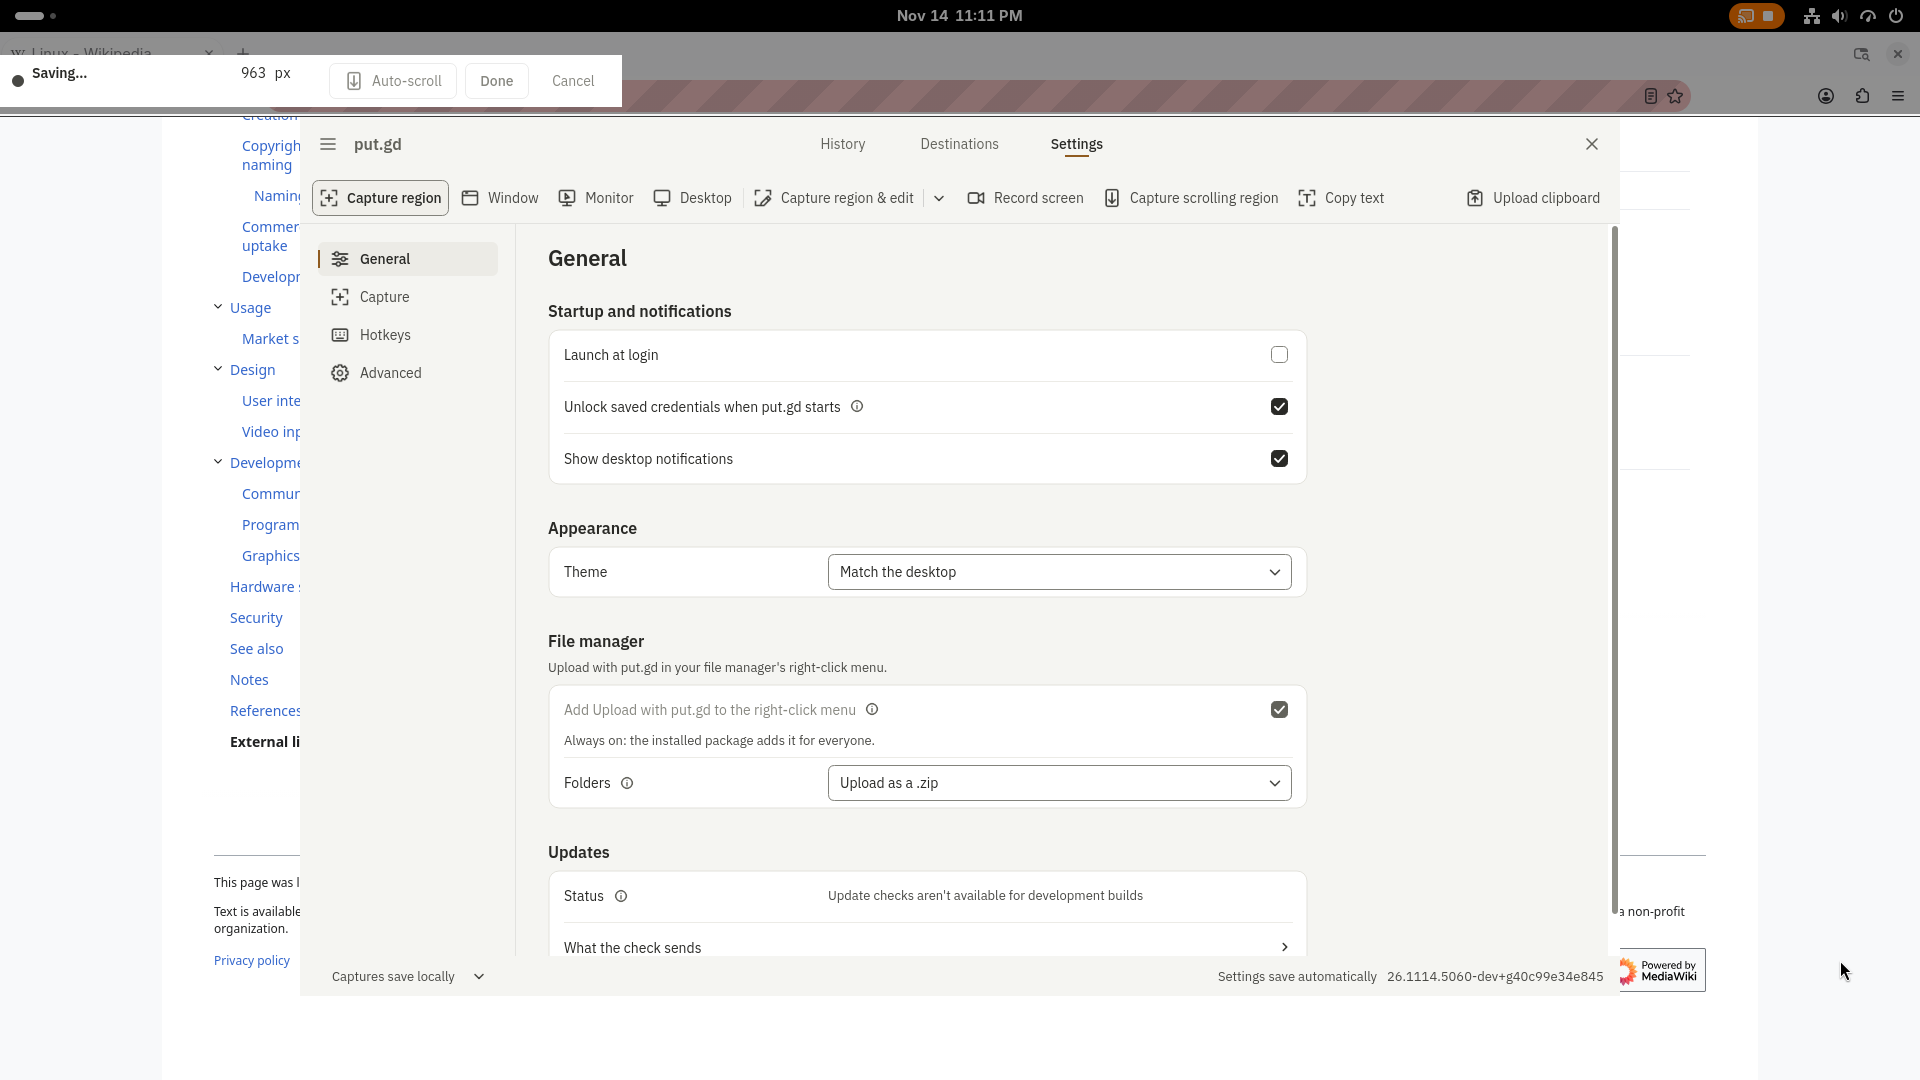 Nov 14 11:11 PM
Linux - Wikipedia
Saving...
963 px
Auto-scroll
Done
Cancel
put.gd
History
Destinations
Settings
Capture region
Window
Monitor
Desktop
Capture region & edit
Record screen
Capture scrolling region
Copy text
Upload clipboard
Creation
Copyrigh
naming
Naming
Commer
uptake
Develop
Usage
Market s
Design
User inte
Video inp
Developme
Commun
Program
Graphics
Hardware s
Security
See also
Notes
References
External li
General
Capture
Hotkeys
Advanced
General
Startup and notifications
Launch at login
Unlock saved credentials when put.gd starts
Show desktop notifications
Appearance
Theme
Match the desktop
File manager
Upload with put.gd in your file manager's right-click menu.
Add Upload with put.gd to the right-click menu
Always on: the installed package adds it for everyone.
Folders
Upload as a .zip
Updates
Status
Update checks aren't available for development builds
What the check sends
Captures save locally
Settings save automatically
26.1114.5060-dev+g40c99e34e845
This page was l
Text is available
a non-profit
organization.
Privacy policy
Powered by
MediaWiki